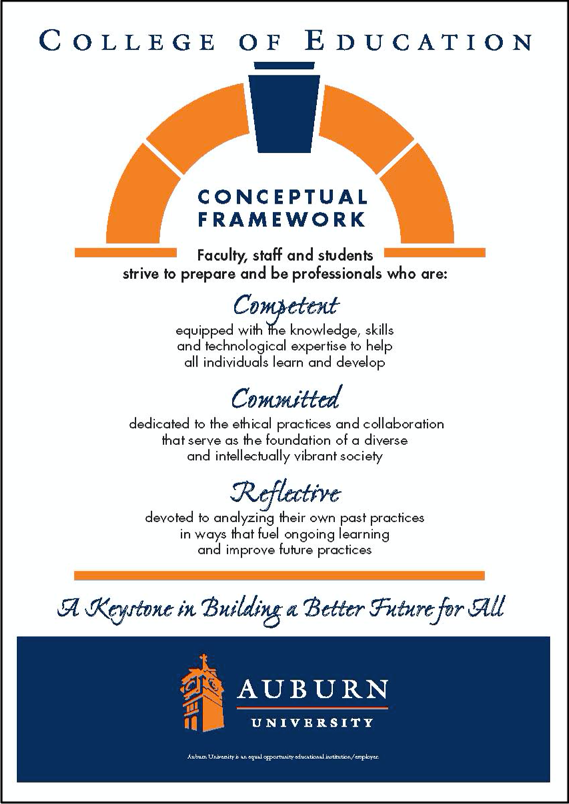 COLLEGE OF EDUCATION
CONCEPTUAL
FRAMEWORK
Faculty, staff and students
strive to prepare and be professionals who are:
Competent
equipped with the knowledge, skills
and technological expertise to help
all individuals learn and develop
Committed
dedicated to the ethical practices and collaboration
that serve as the foundation of a diverse
and intellectually vibrant society
Reflective
devoted to analyzing their own past practices
in ways that fuel ongoing learning
and improve future practices
A Keystone in Building a Better Future for All
AUBURN
UNIVERSITY
Auburn University is an equal opportunity educational institution/employer.